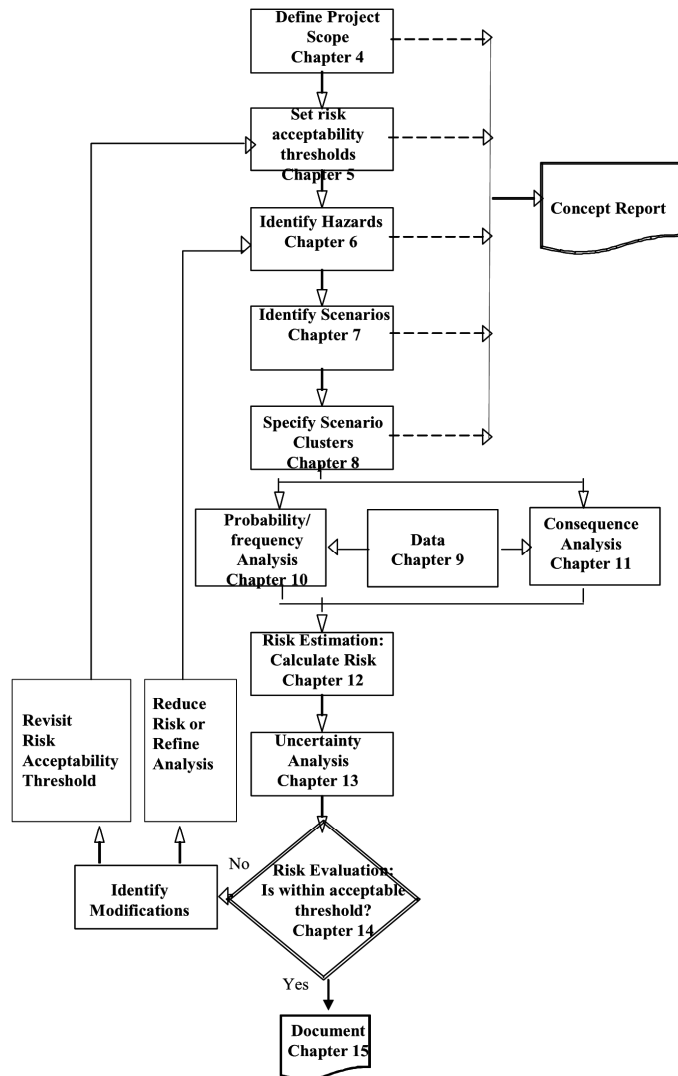 Define Project
Scope
Chapter 4
Set risk
acceptability
thresholds
Chapter 5
Concept Report
Identify Hazards
Chapter 6
Identify Scenarios
Chapter 7
Specify Scenario
Clusters
Chapter 8
Probability/
frequency
Analysis
Chapter 10
Data
Chapter 9
Consequence
Analysis
Chapter 11
Risk Estimation:
Calculate Risk
Chapter 12
Revisit
Risk
Acceptability
Threshold
Reduce
Risk or
Refine
Analysis
Uncertainty
Analysis
Chapter 13
No
Identify
Modifications
Risk Evaluation:
Is within acceptable
threshold?
Chapter 14
Yes
Document
Chapter 15